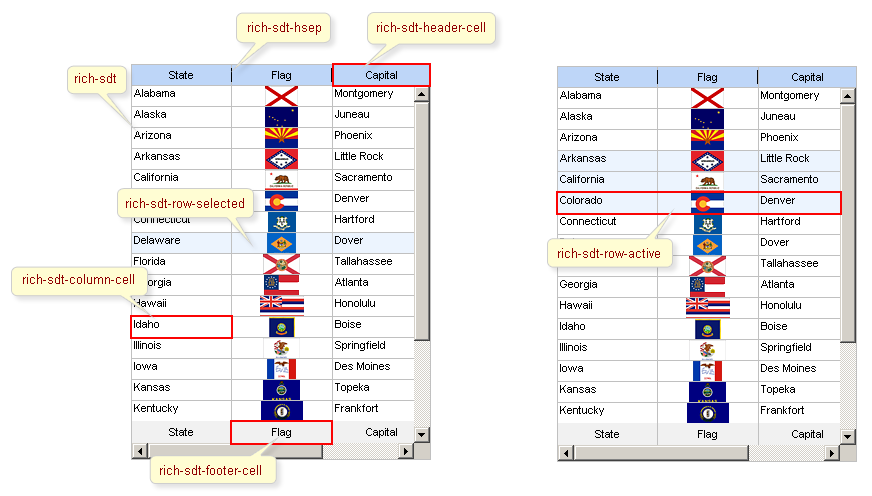 rich-sdt-hsep
rich-sdt-header-cell
rich-sdt
State Flag Capital
Alabama Montgomery
Alaska Juneau
Arizona Phoenix
Arkansas Little Rock
California Sacramento
Denver
rich-sdt-row-selected
Connecticut Hartford
Delaware Dover
Florida Tallahassee
rich-sdt-column-cell
Georgia Atlanta
Hawaii Honolulu
Idaho Boise
Illinois Springfield
Iowa Des Moines
Kansas Topeka
Kentucky Frankfort
State Flag Capital
rich-sdt-footer-cell
State Flag Capital
Alabama Montgomery
Alaska Juneau
Arizona Phoenix
Arkansas Little Rock
California Sacramento
Colorado Denver
Connecticut Hartford
Dover
rich-sdt-row-active
Tallahassee
Georgia Atlanta
Hawaii Honolulu
Idaho Boise
Illinois Springfield
Iowa Des Moines
Kansas Topeka
Kentucky Frankfort
State Flag Capital